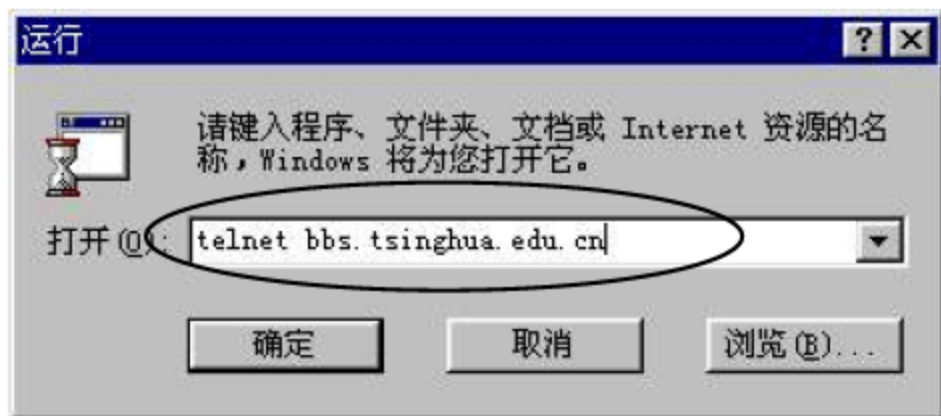 运行
请键入程序、文件夹、文档或 Internet 资源的名
称，Windows 将为您打开它。
打开(O): telnet bbs.tsinghua.edu.cn
确定 取消 浏览(B)...